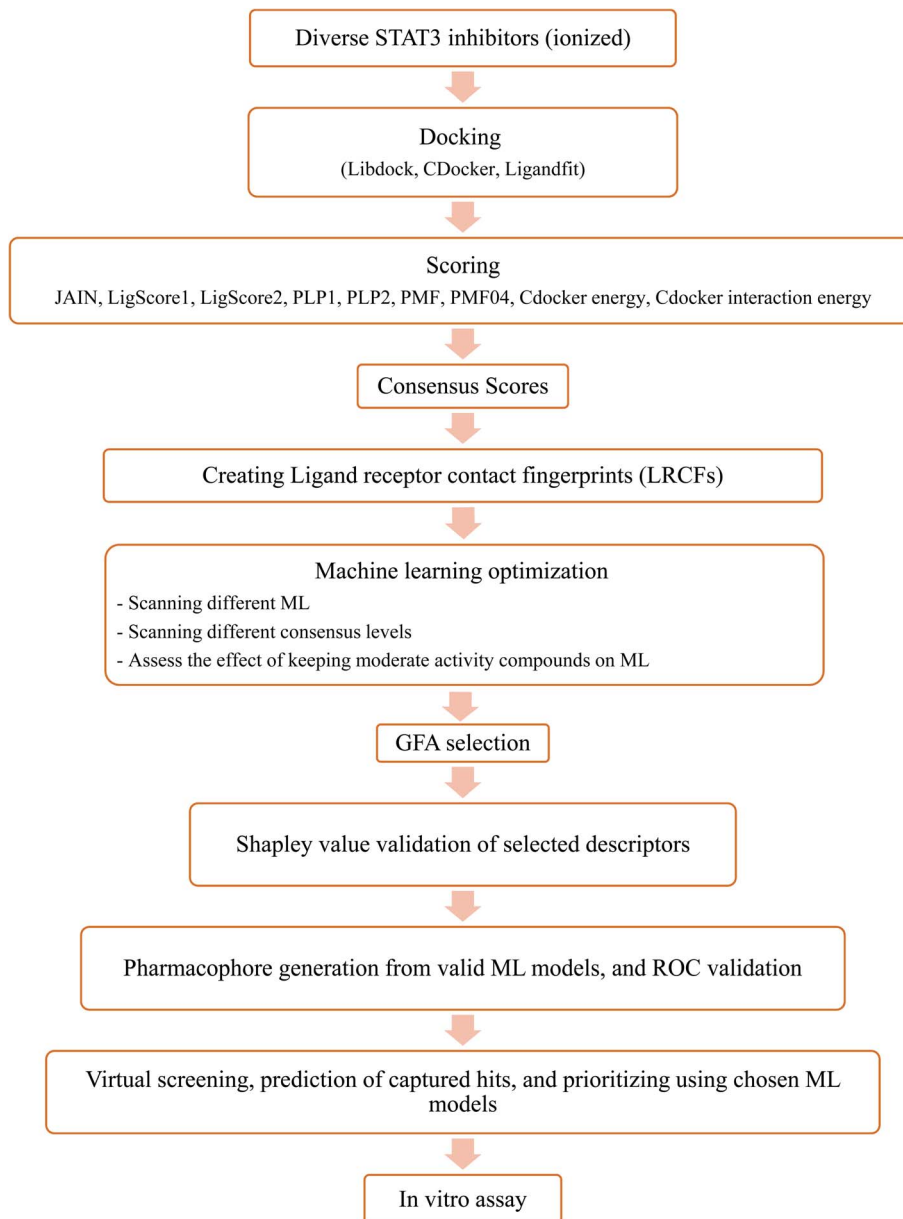 Diverse STAT3 inhibitors (ionized)
Docking
(Libdock, CDocker, Ligandfit)
Scoring
JAIN, LigScore1, LigScore2, PLP1, PLP2, PMF, PMF04, Cdocker energy, Cdocker interaction energy
Consensus Scores
Creating Ligand receptor contact fingerprints (LRCFs)
Machine learning optimization
- Scanning different ML
- Scanning different consensus levels
- Assess the effect of keeping moderate activity compounds on ML
GFA selection
Shapley value validation of selected descriptors
Pharmacophore generation from valid ML models, and ROC validation
Virtual screening, prediction of captured hits, and prioritizing using chosen ML
models
In vitro assay